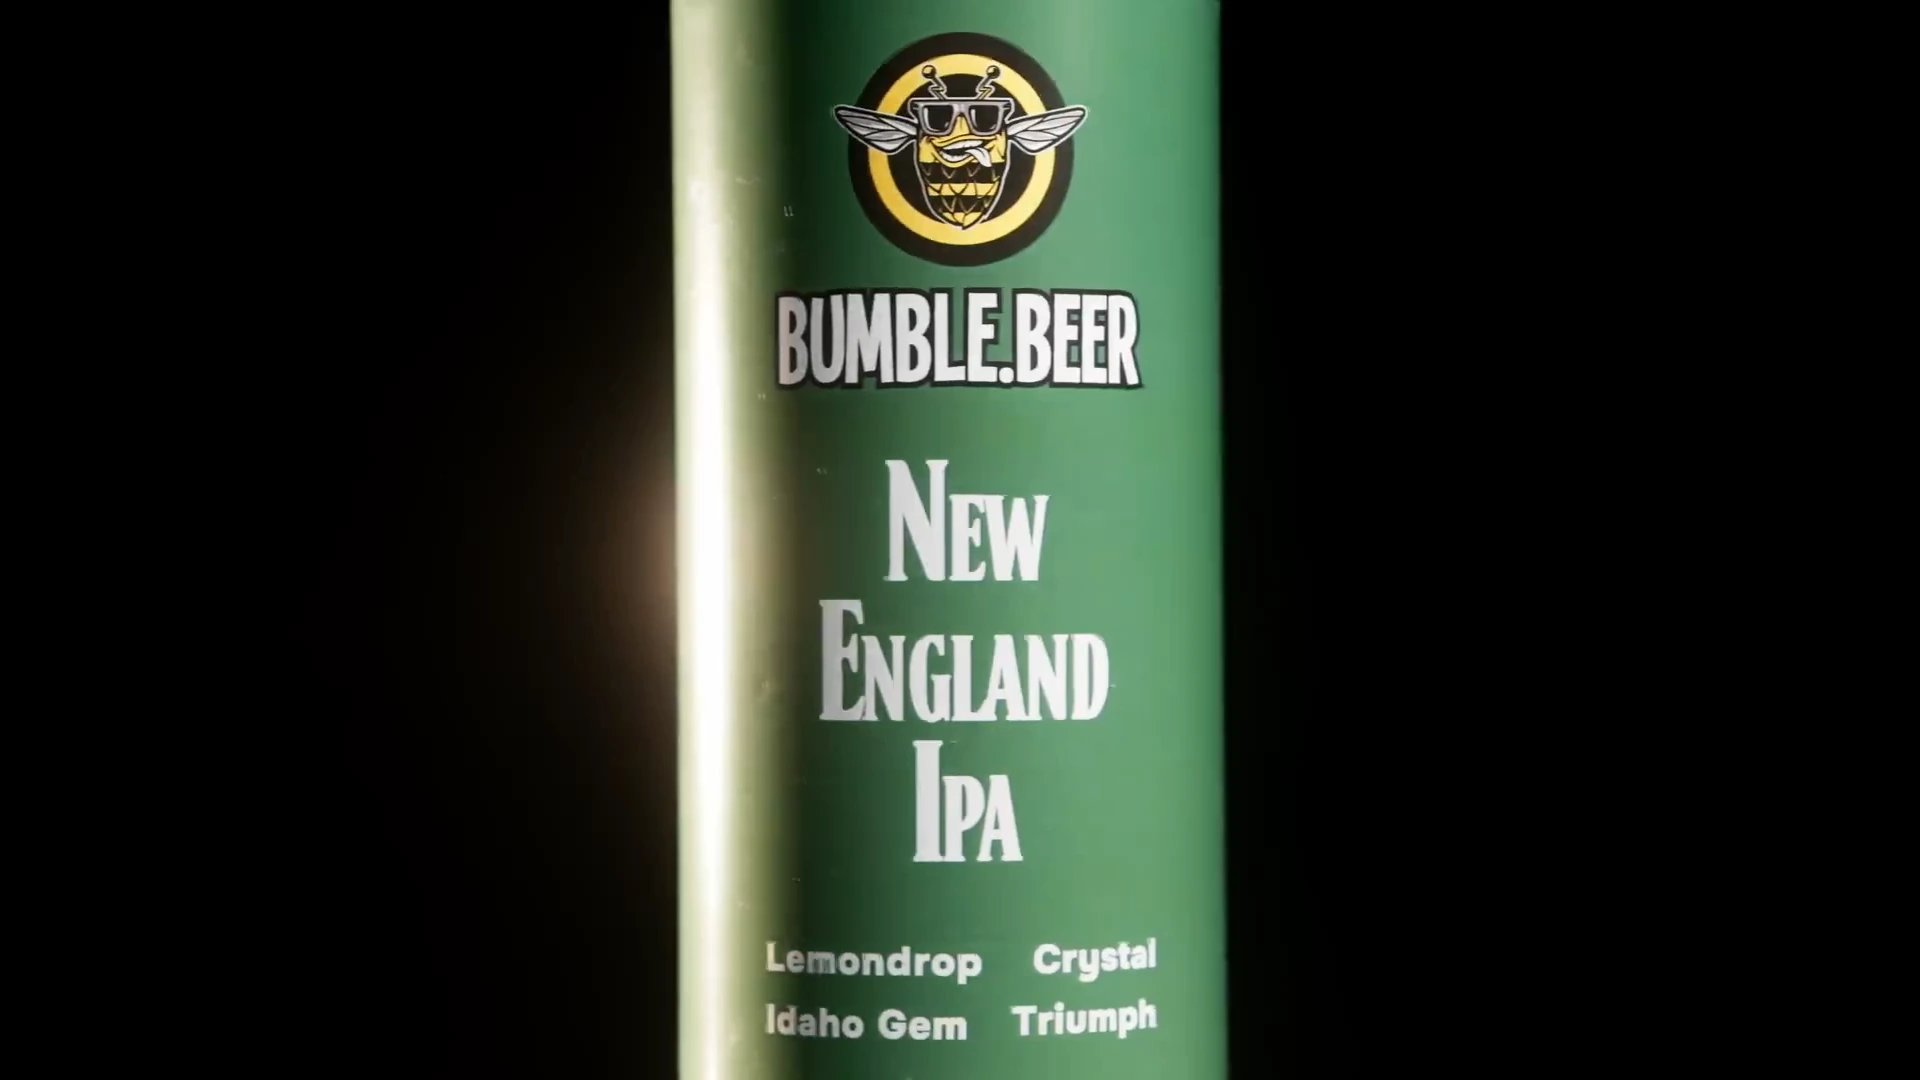 BUMBLE.BEER
NEW
ENGLAND
IPA
Lemondrop Crystal
Idaho Gem Triumph